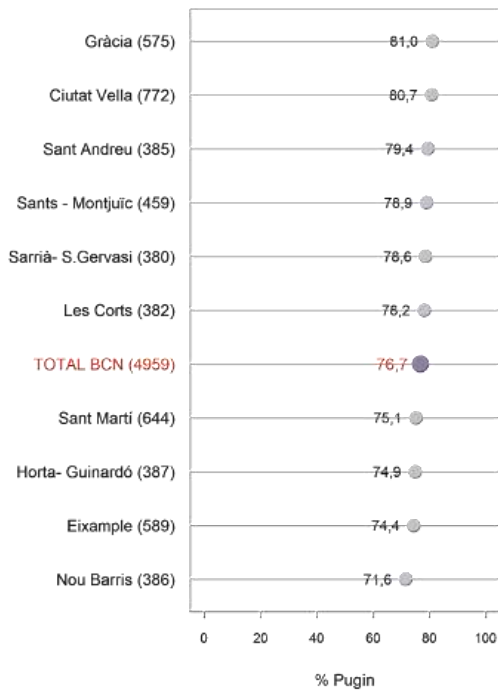 Gràcia (575) 81,0
Ciutat Vella (772) 80,7
Sant Andreu (385) 79,4
Sants - Montjuïc (459) 78,9
Sarrià- S.Gervasi (380) 78,6
Les Corts (382) 78,2
TOTAL BCN (4959) 76,7
Sant Martí (644) 75,1
Horta- Guinardó (387) 74,9
Eixample (589) 74,4
Nou Barris (386) 71,6
0 20 40 60 80 100
% Pugin